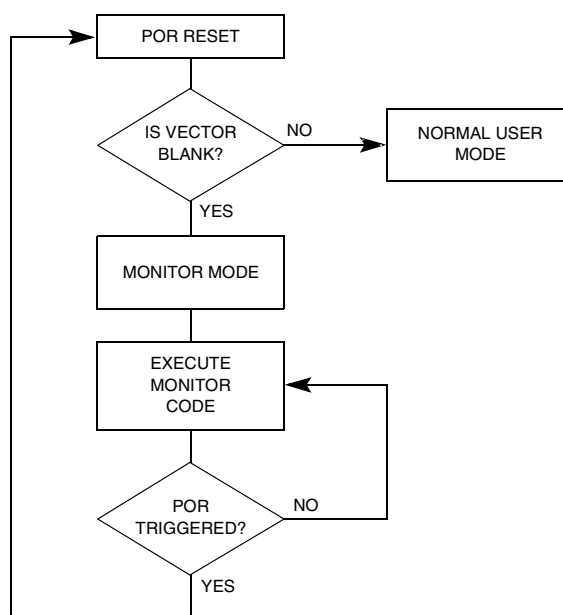 POR RESET
IS VECTOR
BLANK?
NO
NORMAL USER
MODE
YES
MONITOR MODE
EXECUTE
MONITOR
CODE
POR
TRIGGERED?
NO
YES